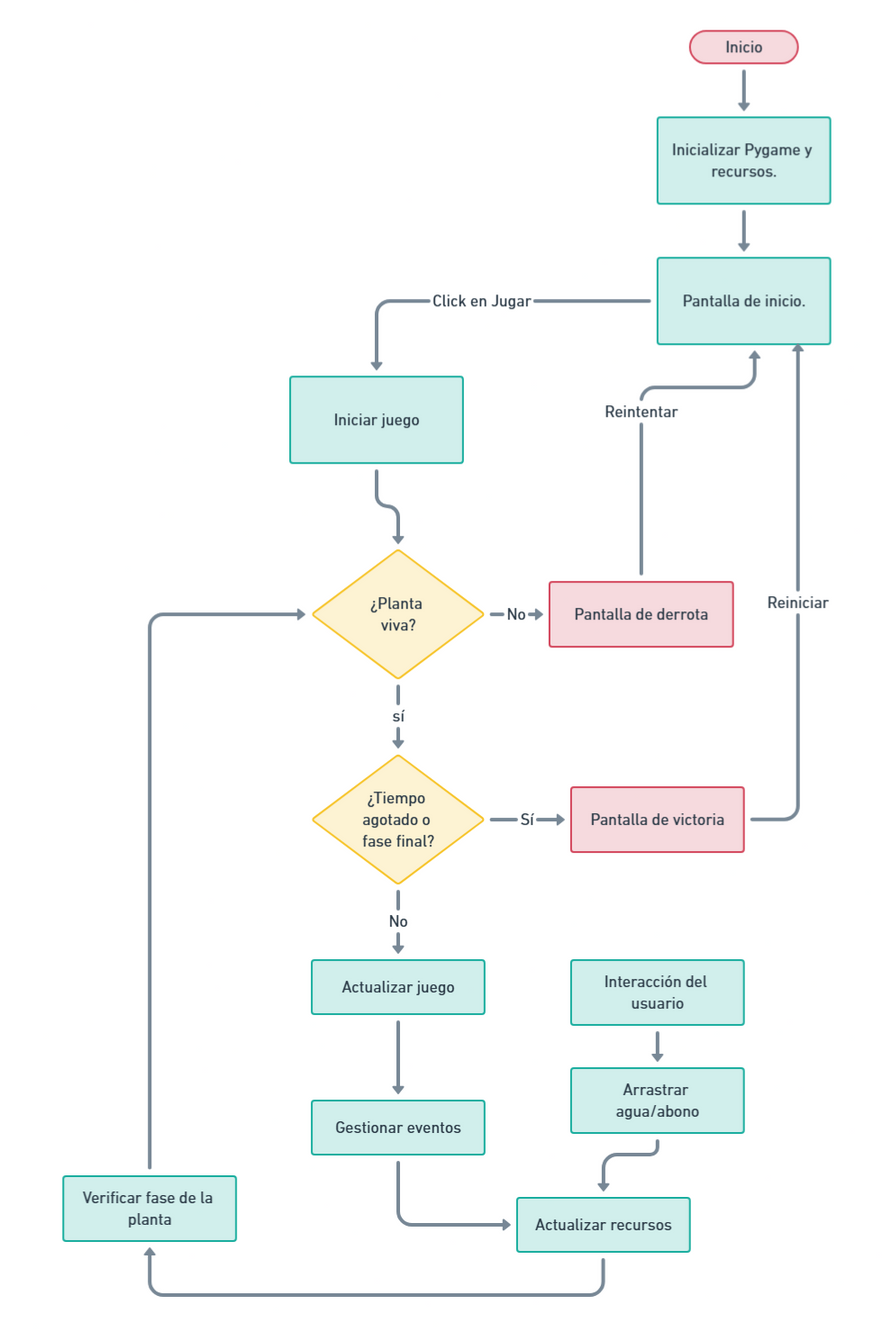 Inicio
Inicializar Pygame y
recursos.
Pantalla de inicio.
Click en Jugar
Iniciar juego
Reintentar
¿Planta
viva?
No
Pantalla de derrota
Reiniciar
sí
¿Tiempo
agotado o
fase final?
Sí
Pantalla de victoria
No
Actualizar juego
Interacción del
usuario
Arrastrar
agua/abono
Gestionar eventos
Verificar fase de la
planta
Actualizar recursos